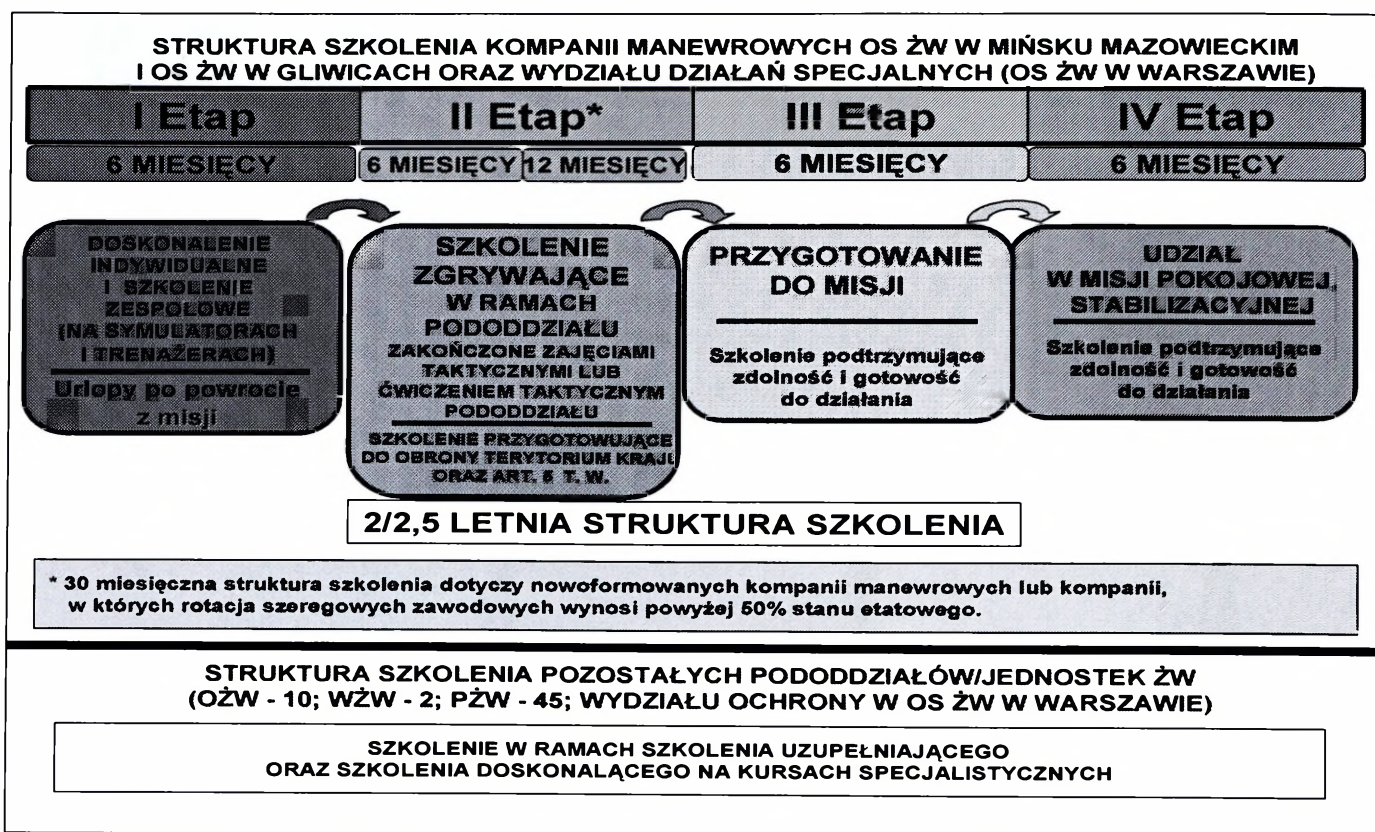 STRUKTURA SZKOLENIA KOMPANII MANEWROWYCH OS ŻW W MIŃSKU MAZOWIECKIM
I OS ŻW W GLIWICACH ORAZ WYDZIAŁU DZIAŁAŃ SPECJALNYCH (OS ŻW W WARSZAWIE)
I Etap
II Etap*
III Etap
IV Etap
6 MIESIĘCY
6 MIESIĘCY
12 MIESIĘCY
6 MIESIĘCY
6 MIESIĘCY
DOSKONALENIE
INDYWIDUALNE
I SZKOLENIE
ZESPOŁOWE
(NA SYMULATORACH
I TRENAŻERACH)
Urlopy po powrocie
z misji
SZKOLENIE
ZGRYWAJĄCE
W RAMACH
PODODDZIAŁU
ZAKOŃCZONE ZAJĘCIAMI
TAKTYCZNYMI LUB
ĆWICZENIEM TAKTYCZNYM
PODODDZIAŁU
SZKOLENIE PRZYGOTOWUJĄCE
DO OBRONY TERYTORIUM KRAJU
ORAZ ART. 5 T. W.
PRZYGOTOWANIE
DO MISJI
Szkolenie podtrzymujące
zdolność i gotowość
do działania
UDZIAŁ
W MISJI POKOJOWEJ,
STABILIZACYJNEJ
Szkolenie podtrzymujące
zdolność i gotowość
do działania
2/2,5 LETNIA STRUKTURA SZKOLENIA
* 30 miesięczna struktura szkolenia dotyczy nowoformowanych kompanii manewrowych lub kompanii,
w których rotacja szeregowych zawodowych wynosi powyżej 50% stanu etatowego.
STRUKTURA SZKOLENIA POZOSTAŁYCH PODODDZIAŁÓW/JEDNOSTEK ŻW
(OŻW - 10; WŻW - 2; PŻW - 45; WYDZIAŁU OCHRONY W OS ŻW W WARSZAWIE)
SZKOLENIE W RAMACH SZKOLENIA UZUPEŁNIAJĄCEGO
ORAZ SZKOLENIA DOSKONALĄCEGO NA KURSACH SPECJALISTYCZNYCH